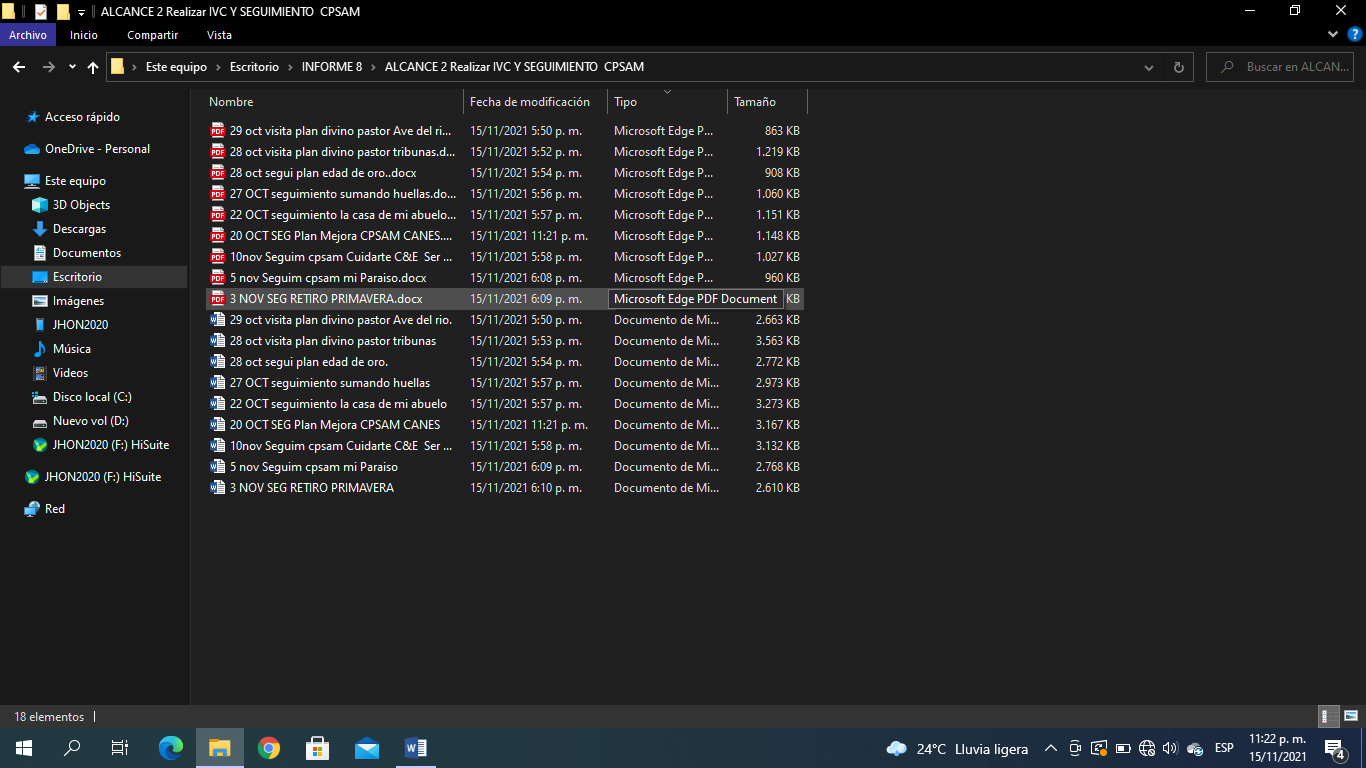 ALCANCE 2 Realizar IVC Y SEGUIMIENTO  CPSAM
Archivo Inicio Compartir Vista
Este equipo > Escritorio > INFORME 8 > ALCANCE 2 Realizar IVC Y SEGUIMIENTO  CPSAM
Buscar en ALCAN...
Nombre Fecha de modificación Tipo Tamaño
Acceso rápido
OneDrive - Personal
Este equipo
3D Objects
Descargas
Documentos
Escritorio
Imágenes
JHON2020
Música
Videos
Disco local (C:)
Nuevo vol (D:)
JHON2020 (F:) HiSuite
JHON2020 (F:) HiSuite
Red
29 oct visita plan divino pastor Ave del ri... 15/11/2021 5:50 p. m. Microsoft Edge P... 863 KB
28 oct visita plan divino pastor tribunas.d... 15/11/2021 5:52 p. m. Microsoft Edge P... 1.219 KB
28 oct segui plan edad de oro..docx 15/11/2021 5:54 p. m. Microsoft Edge P... 908 KB
27 OCT seguimiento sumando huellas.do... 15/11/2021 5:56 p. m. Microsoft Edge P... 1.060 KB
22 OCT seguimiento la casa de mi abuelo... 15/11/2021 5:57 p. m. Microsoft Edge P... 1.151 KB
20 OCT SEG Plan Mejora CPSAM CANES.... 15/11/2021 11:21 p. m. Microsoft Edge P... 1.148 KB
10nov Seguim cpsam Cuidarte C&E  Ser ... 15/11/2021 5:58 p. m. Microsoft Edge P... 1.027 KB
5 nov Seguim cpsam mi Paraiso.docx 15/11/2021 6:08 p. m. Microsoft Edge P... 960 KB
3 NOV SEG RETIRO PRIMAVERA.docx 15/11/2021 6:09 p. m. Microsoft Edge PDF Document KB
29 oct visita plan divino pastor Ave del rio. 15/11/2021 5:50 p. m. Documento de Mi... 2.663 KB
28 oct visita plan divino pastor tribunas 15/11/2021 5:53 p. m. Documento de Mi... 3.563 KB
28 oct segui plan edad de oro. 15/11/2021 5:54 p. m. Documento de Mi... 2.772 KB
27 OCT seguimiento sumando huellas 15/11/2021 5:57 p. m. Documento de Mi... 2.973 KB
22 OCT seguimiento la casa de mi abuelo 15/11/2021 5:57 p. m. Documento de Mi... 3.273 KB
20 OCT SEG Plan Mejora CPSAM CANES 15/11/2021 11:21 p. m. Documento de Mi... 3.167 KB
10nov Seguim cpsam Cuidarte C&E  Ser ... 15/11/2021 5:58 p. m. Documento de Mi... 3.132 KB
5 nov Seguim cpsam mi Paraiso 15/11/2021 6:09 p. m. Documento de Mi... 2.768 KB
3 NOV SEG RETIRO PRIMAVERA 15/11/2021 6:10 p. m. Documento de Mi... 2.610 KB
18 elementos
24°C Lluvia ligera
ESP
11:22 p. m.
15/11/2021
4